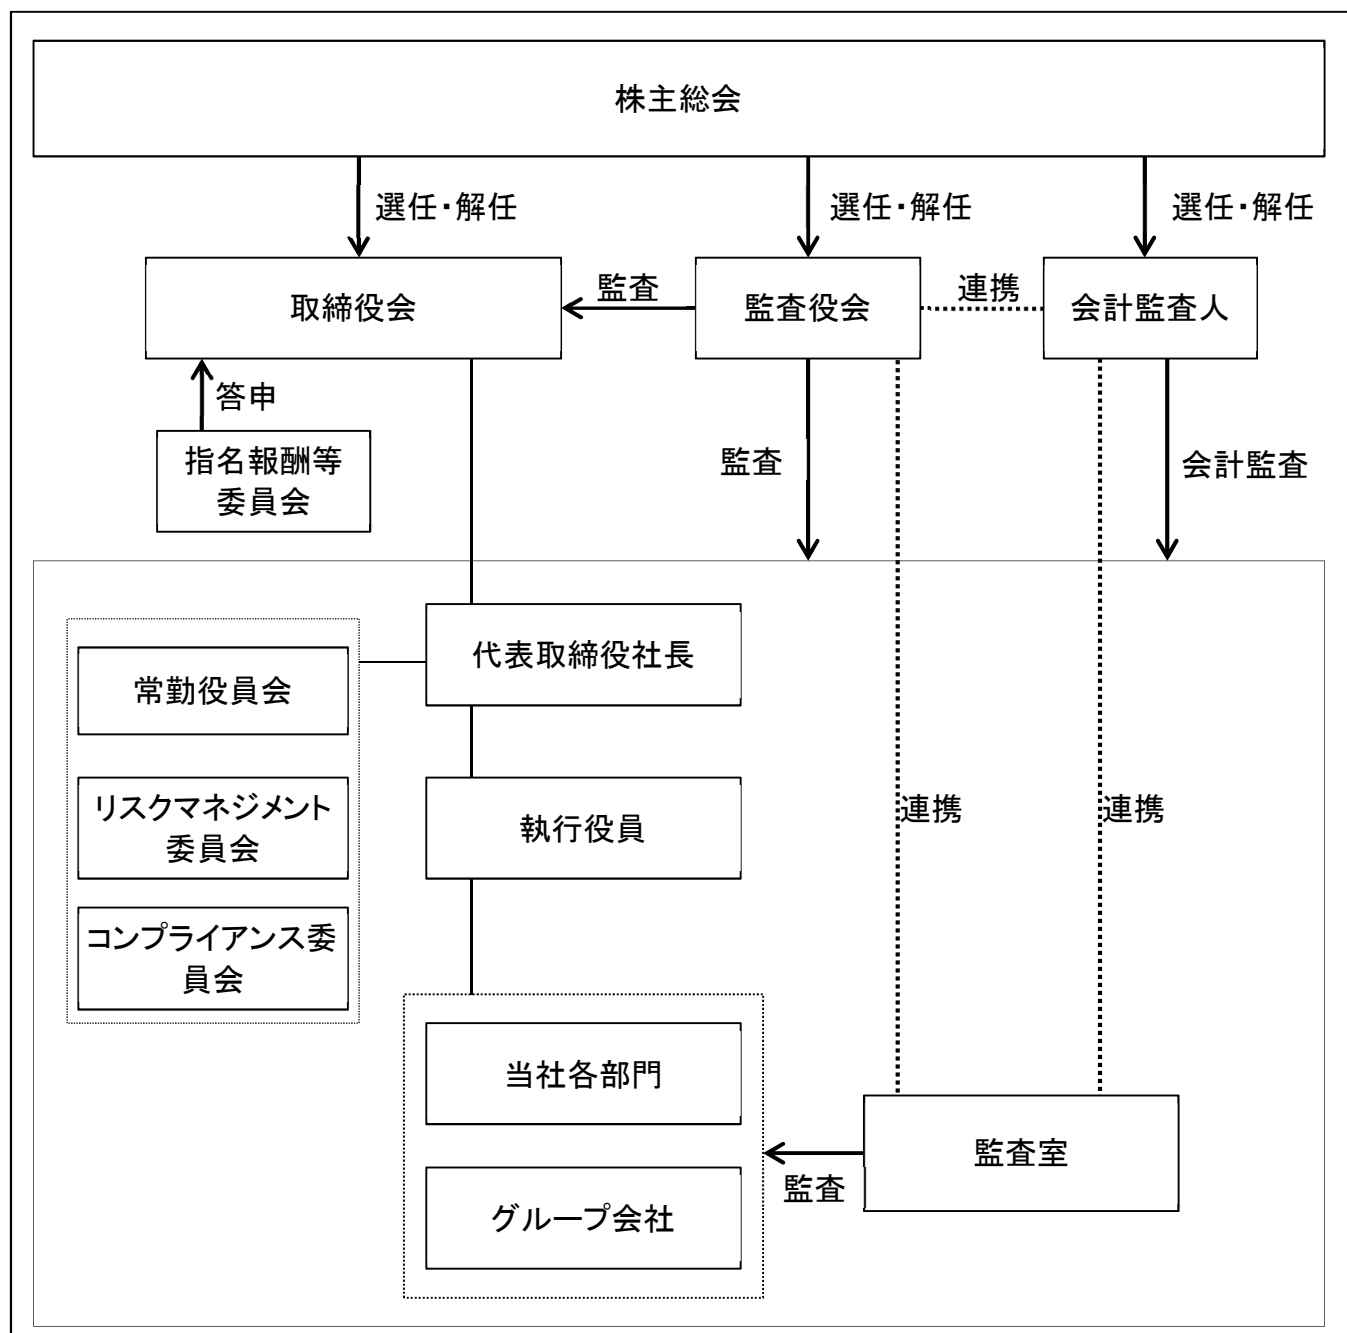 株主総会
選任・解任
選任・解任
選任・解任
取締役会
監査
監査役会
連携
会計監査人
答申
指名報酬等
委員会
監査
会計監査
代表取締役社長
常勤役員会
リスクマネジメント
委員会
執行役員
連携
連携
コンプライアンス委
員会
当社各部門
監査室
監査
グループ会社